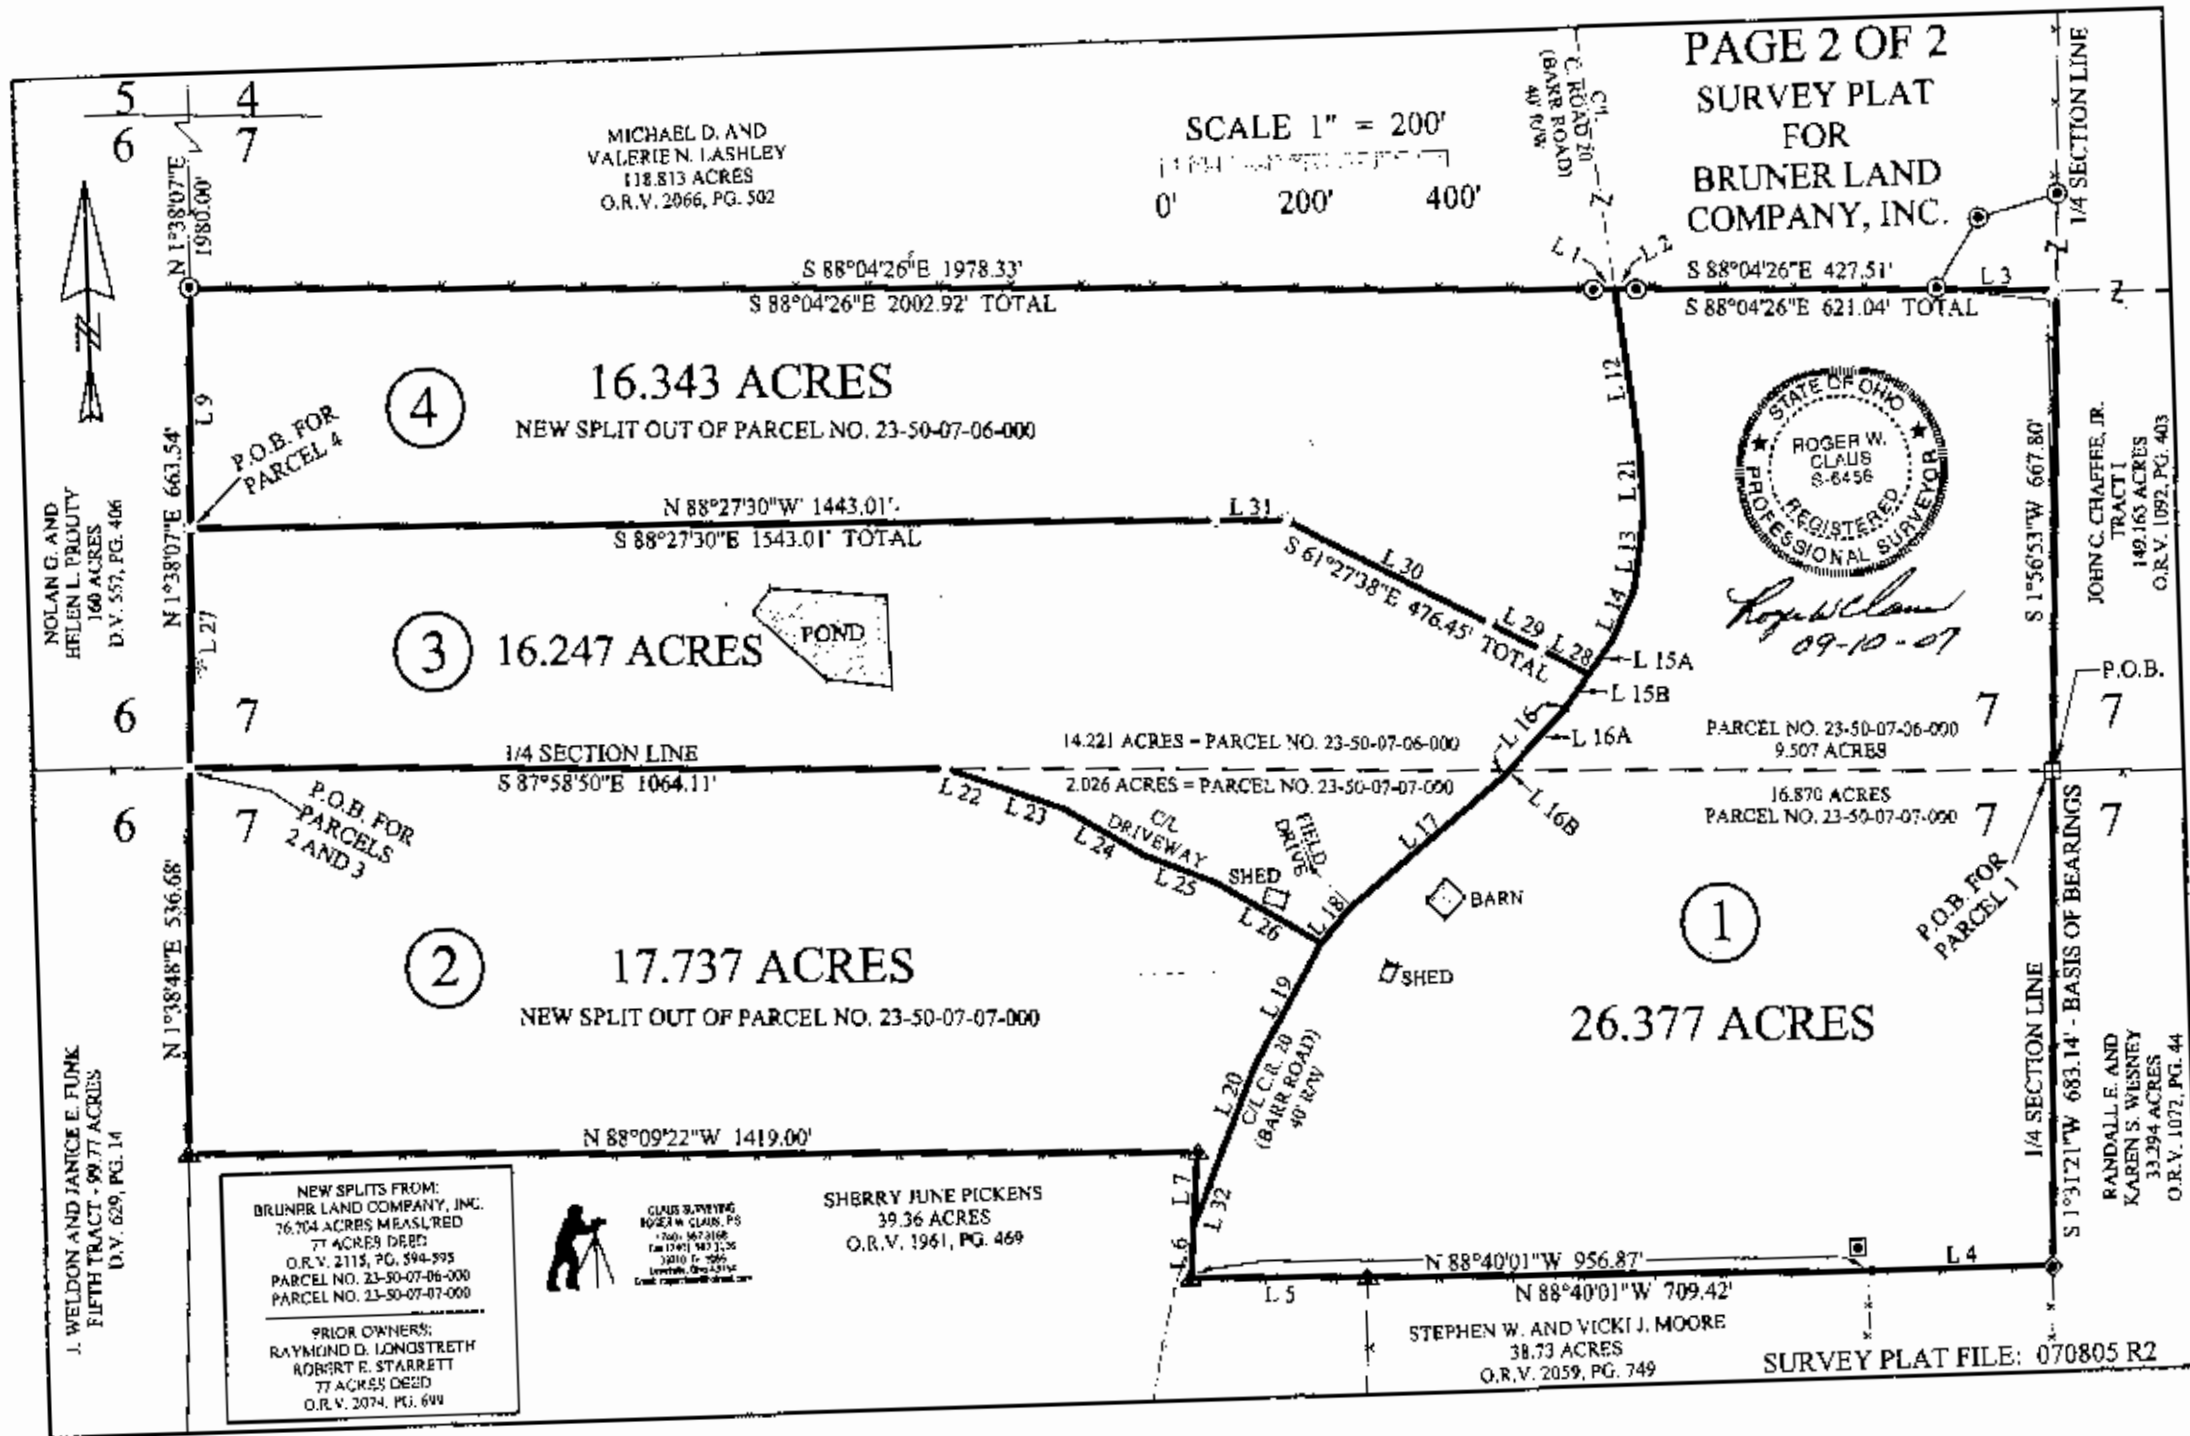 PAGE 2 OF 2
SURVEY PLAT
FOR
BRUNER LAND
COMPANY, INC.
5 4
6 7
N 1°38'07"E
1980.00'
MICHAEL D. AND
VALERIE N. LASHLEY
118.813 ACRES
O.R.V. 2066, PG. 502
SCALE 1" = 200'
0' 200' 400'
C/L
C. ROAD 20
(BARR ROAD)
40' R/W
1/4 SECTION LINE
L 1
L 2
S 88°04'26"E 1978.33'
S 88°04'26"E 2002.92' TOTAL
S 88°04'26"E 427.51'
L 3
S 88°04'26"E 621.04' TOTAL
L 9
P.O.B. FOR
PARCEL 4
4
16.343 ACRES
NEW SPLIT OUT OF PARCEL NO. 23-50-07-06-000
L 12
L 21
L 13
L 14
STATE OF OHIO
ROGER W.
CLAUS
S-6456
REGISTERED
PROFESSIONAL SURVEYOR
Roger W Claus
09-10-07
JOHN C. CHAFFEE, JR.
TRACT I
149.165 ACRES
O.R.V. 1092, PG. 403
S 1°56'53"W 667.80'
NOLAN G. AND
HELEN L. PROUTY
160 ACRES
D.V. 557, PG. 406
N 1°38'07"E 663.54'
L 27
N 88°27'30"W 1443.01'
L 31
S 88°27'30"E 1543.01' TOTAL
L 30
S 61°27'38"E 476.45' TOTAL
L 29
L 28
L 15A
L 15B
L 16
L 16A
L 16B
3
16.247 ACRES
POND
P.O.B.
6 7
7 7
1/4 SECTION LINE
S 87°58'50"E 1064.11'
14.221 ACRES = PARCEL NO. 23-50-07-06-000
2.026 ACRES = PARCEL NO. 23-50-07-07-000
PARCEL NO. 23-50-07-06-000
9.507 ACRES
16.870 ACRES
PARCEL NO. 23-50-07-07-000
6 7
7 7
P.O.B. FOR
PARCELS
2 AND 3
L 22
L 23
L 24
L 25
L 26
C/L
DRIVEWAY
SHED
FIELD
DRIVE
L 17
L 18
BARN
SHED
P.O.B. FOR
PARCEL 1
1
26.377 ACRES
N 1°38'48"E 536.68'
2
17.737 ACRES
NEW SPLIT OUT OF PARCEL NO. 23-50-07-07-000
L 19
L 20
C/L C.R. 20
(BARR ROAD)
40' R/W
1/4 SECTION LINE
S 1°31'21"W 683.14' - BASIS OF BEARINGS
RANDALL E. AND
KAREN S. WESNEY
33.294 ACRES
O.R.V. 1072, PG. 44
J. WELDON AND JANICE E. FUNK
FIFTH TRACT - 99.77 ACRES
D.V. 629, PG. 14
N 88°09'22"W 1419.00'
L 7
L 32
L 6
NEW SPLITS FROM:
BRUNER LAND COMPANY, INC.
76.704 ACRES MEASURED
77 ACRES DEED
O.R.V. 2115, PG. 594-595
PARCEL NO. 23-50-07-06-000
PARCEL NO. 23-50-07-07-000
PRIOR OWNERS:
RAYMOND D. LONGSTRETH
ROBERT E. STARRETT
77 ACRES DEED
O.R.V. 2074, PG. 699
CLAUS SURVEYING
ROGER W. CLAUS, P.S.
SHERRY JUNE PICKENS
39.36 ACRES
O.R.V. 1961, PG. 469
N 88°40'01"W 956.87'
L 4
L 5
N 88°40'01"W 709.42'
STEPHEN W. AND VICKI J. MOORE
38.73 ACRES
O.R.V. 2059, PG. 749
SURVEY PLAT FILE: 070805 R2